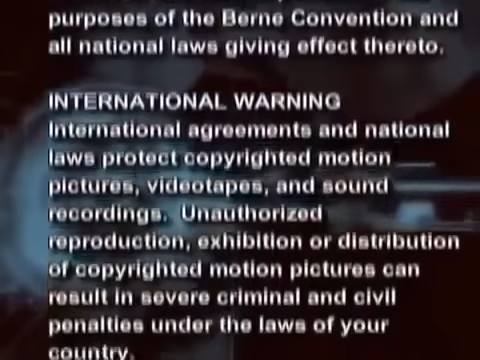 purposes of the Berne Convention and
all national laws giving effect thereto.
INTERNATIONAL WARNING
International agreements and national
laws protect copyrighted motion
pictures, videotapes, and sound
recordings. Unauthorized
reproduction, exhibition or distribution
of copyrighted motion pictures can
result in severe criminal and civil
penalties under the laws of your
country.